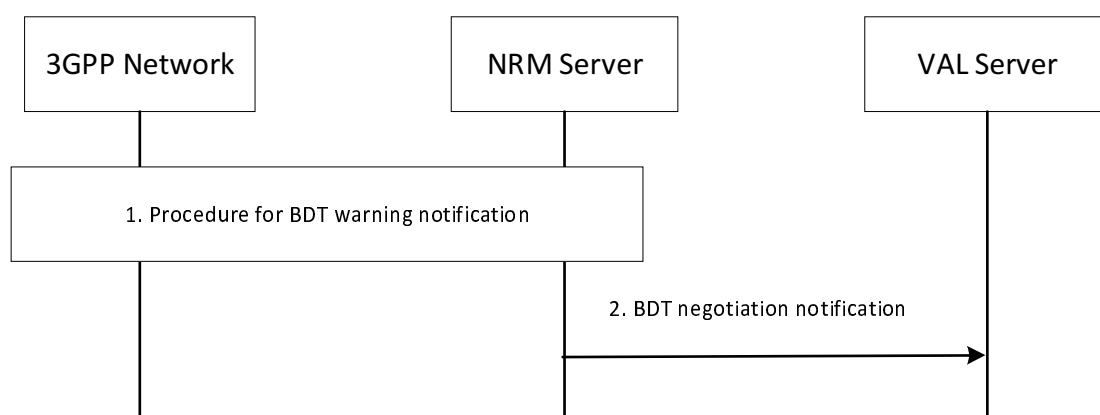 3GPP Network
NRM Server
VAL Server
1. Procedure for BDT warning notification
2. BDT negotiation notification